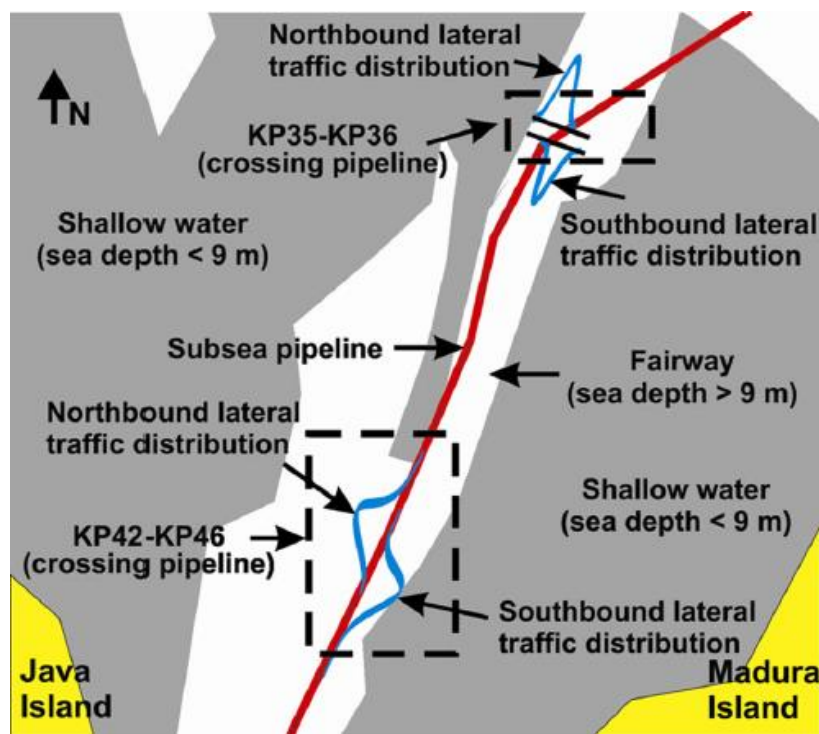 Northbound lateral
traffic distribution
N
KP35-KP36
(crossing pipeline)
Shallow water
(sea depth < 9 m)
Southbound lateral
traffic distribution
Subsea pipeline
Fairway
(sea depth > 9 m)
Northbound lateral
traffic distribution
Shallow water
(sea depth < 9 m)
KP42-KP46
(crossing pipeline)
Southbound lateral
traffic distribution
Java
Island
Madura
Island